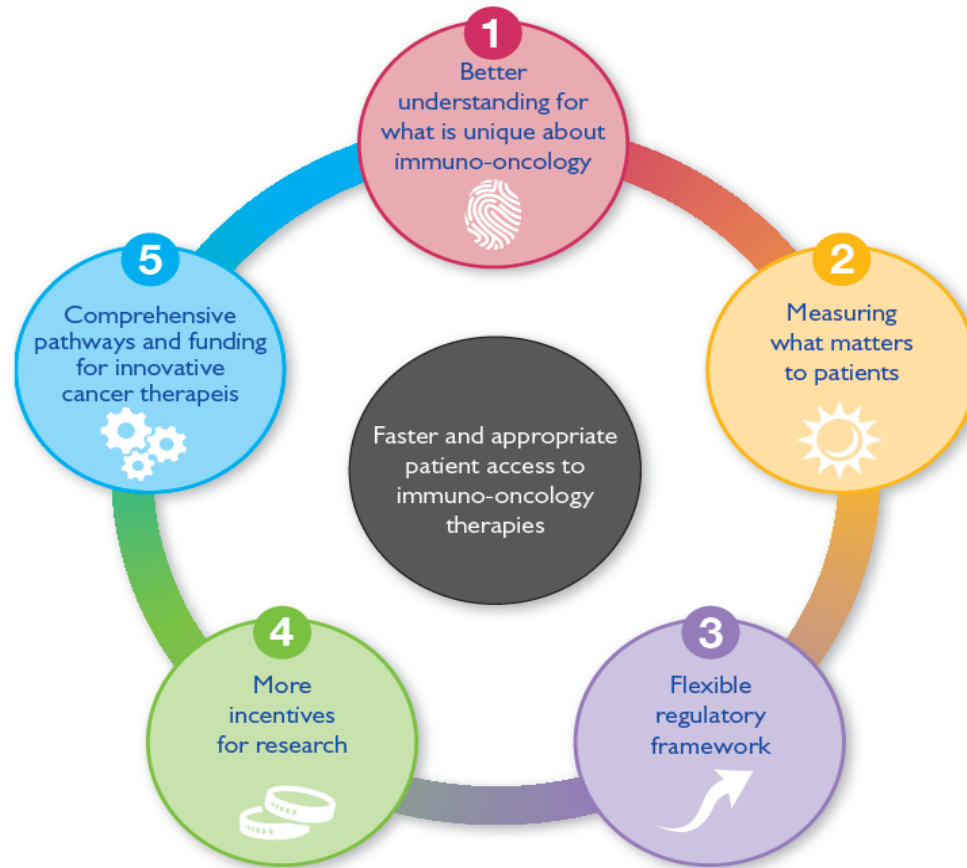 1
Better
understanding for
what is unique about
immuno-oncology
2
Measuring
what matters
to patients
3
Flexible
regulatory
framework
4
More
incentives
for research
5
Comprehensive
pathways and funding
for innovative
cancer therapeis
Faster and appropriate
patient access to
immuno-oncology
therapies